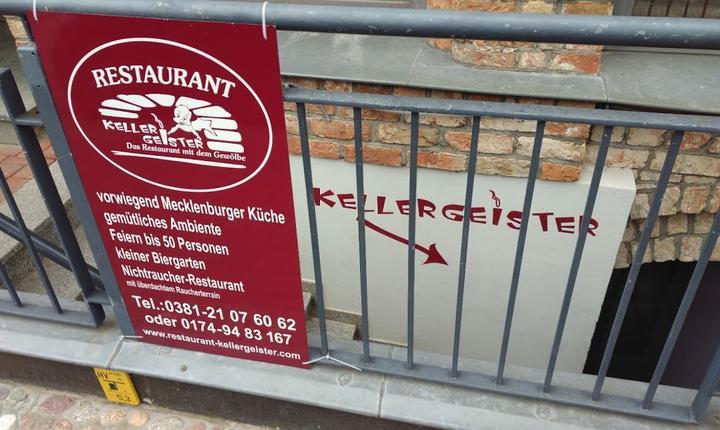 RESTAURANT
KELLER
GEISTER
Das Restaurant mit dem Gewölbe
vorwiegend Mecklenburger Küche
gemütliches Ambiente
Feiern bis 50 Personen
kleiner Biergarten
Nichtraucher-Restaurant
mit überdachtem Raucherterrain
Tel.:0381-21 07 60 62
oder 0174-94 83 167
www.restaurant-kellergeister.com
KELLERGEISTER
HV
53